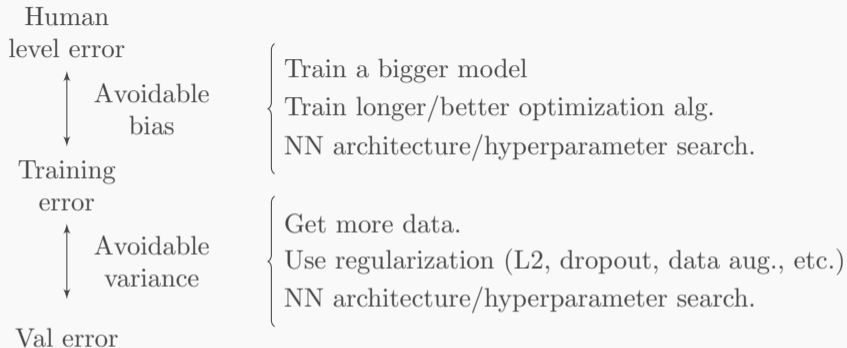 Human
level error
Avoidable
bias
Train a bigger model
Train longer/better optimization alg.
NN architecture/hyperparameter search.
Training
error
Avoidable
variance
Get more data.
Use regularization (L2, dropout, data aug., etc.)
NN architecture/hyperparameter search.
Val error